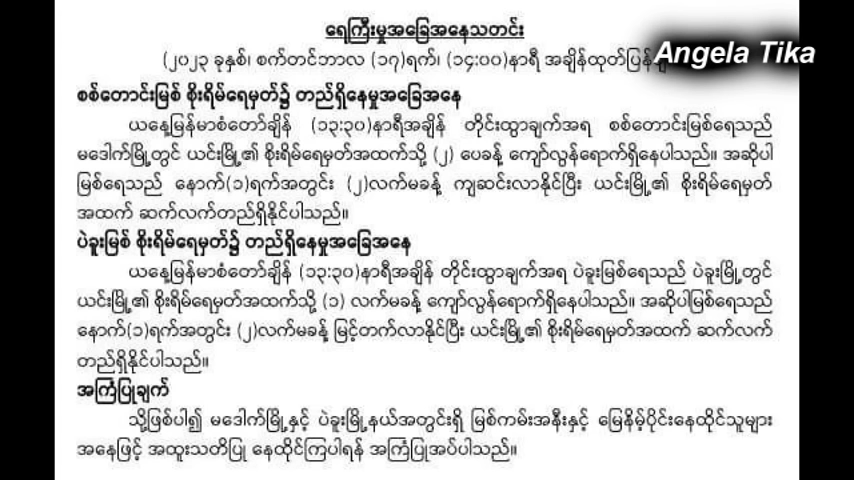 ရေကြီးမှုအခြေအနေသတင်း
(၂၀၂၃ ခုနှစ်၊ စက်တင်ဘာလ (၁၇)ရက်၊ (၁၄:၀၀)နာရီ အချိန်ထုတ်ပြန်
Angela Tika
စစ်တောင်းမြစ် စိုးရိမ်ရေမှတ်၌ တည်ရှိနေမှုအခြေအနေ
ယနေ့မြန်မာစံတော်ချိန် (၁၃:၃၀)နာရီအချိန် တိုင်းထွာချက်အရ စစ်တောင်းမြစ်ရေသည်
မဒေါက်မြို့တွင် ယင်းမြို့၏ စိုးရိမ်ရေမှတ်အထက်သို့ (၂) ပေခန့် ကျော်လွန်ရောက်ရှိနေပါသည်။ အဆိုပါ
မြစ်ရေသည် နောက်(၁)ရက်အတွင်း (၂)လက်မခန့် ကျဆင်းလာနိုင်ပြီး ယင်းမြို့၏ စိုးရိမ်ရေမှတ်
အထက် ဆက်လက်တည်ရှိနိုင်ပါသည်။
ပဲခူးမြစ် စိုးရိမ်ရေမှတ်၌ တည်ရှိနေမှုအခြေအနေ
ယနေ့မြန်မာစံတော်ချိန် (၁၃:၃၀)နာရီအချိန် တိုင်းထွာချက်အရ ပဲခူးမြစ်ရေသည် ပဲခူးမြို့တွင်
ယင်းမြို့၏ စိုးရိမ်ရေမှတ်အထက်သို့ (၁) လက်မခန့် ကျော်လွန်ရောက်ရှိနေပါသည်။ အဆိုပါမြစ်ရေသည်
နောက်(၁)ရက်အတွင်း (၂)လက်မခန့် မြင့်တက်လာနိုင်ပြီး ယင်းမြို့၏ စိုးရိမ်ရေမှတ်အထက် ဆက်လက်
တည်ရှိနိုင်ပါသည်။
အကြံပြုချက်
သို့ဖြစ်ပါ၍ မဒေါက်မြို့နှင့် ပဲခူးမြို့နယ်အတွင်းရှိ မြစ်ကမ်းအနီးနှင့် မြေနိမ့်ပိုင်းနေထိုင်သူများ
အနေဖြင့် အထူးသတိပြု နေထိုင်ကြပါရန် အကြံပြုအပ်ပါသည်။